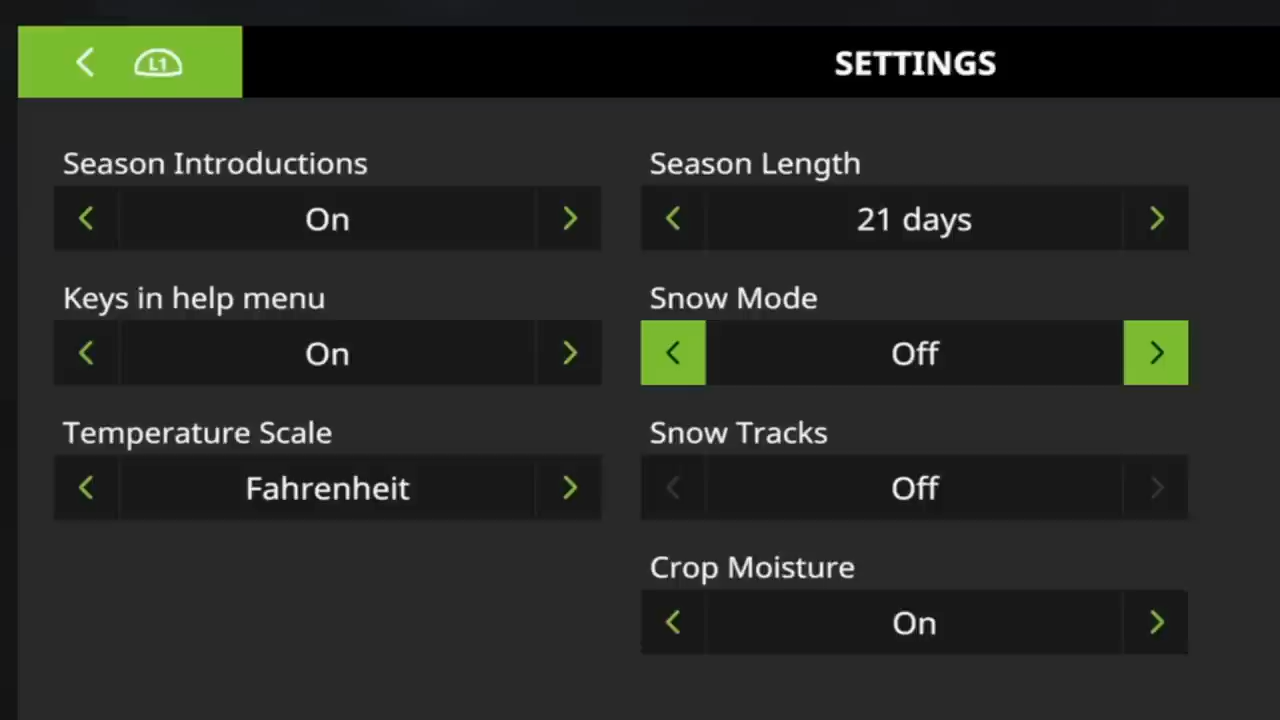 L1
SETTINGS
Season Introductions
On
Keys in help menu
On
Temperature Scale
Fahrenheit
Season Length
21 days
Snow Mode
Off
Snow Tracks
Off
Crop Moisture
On